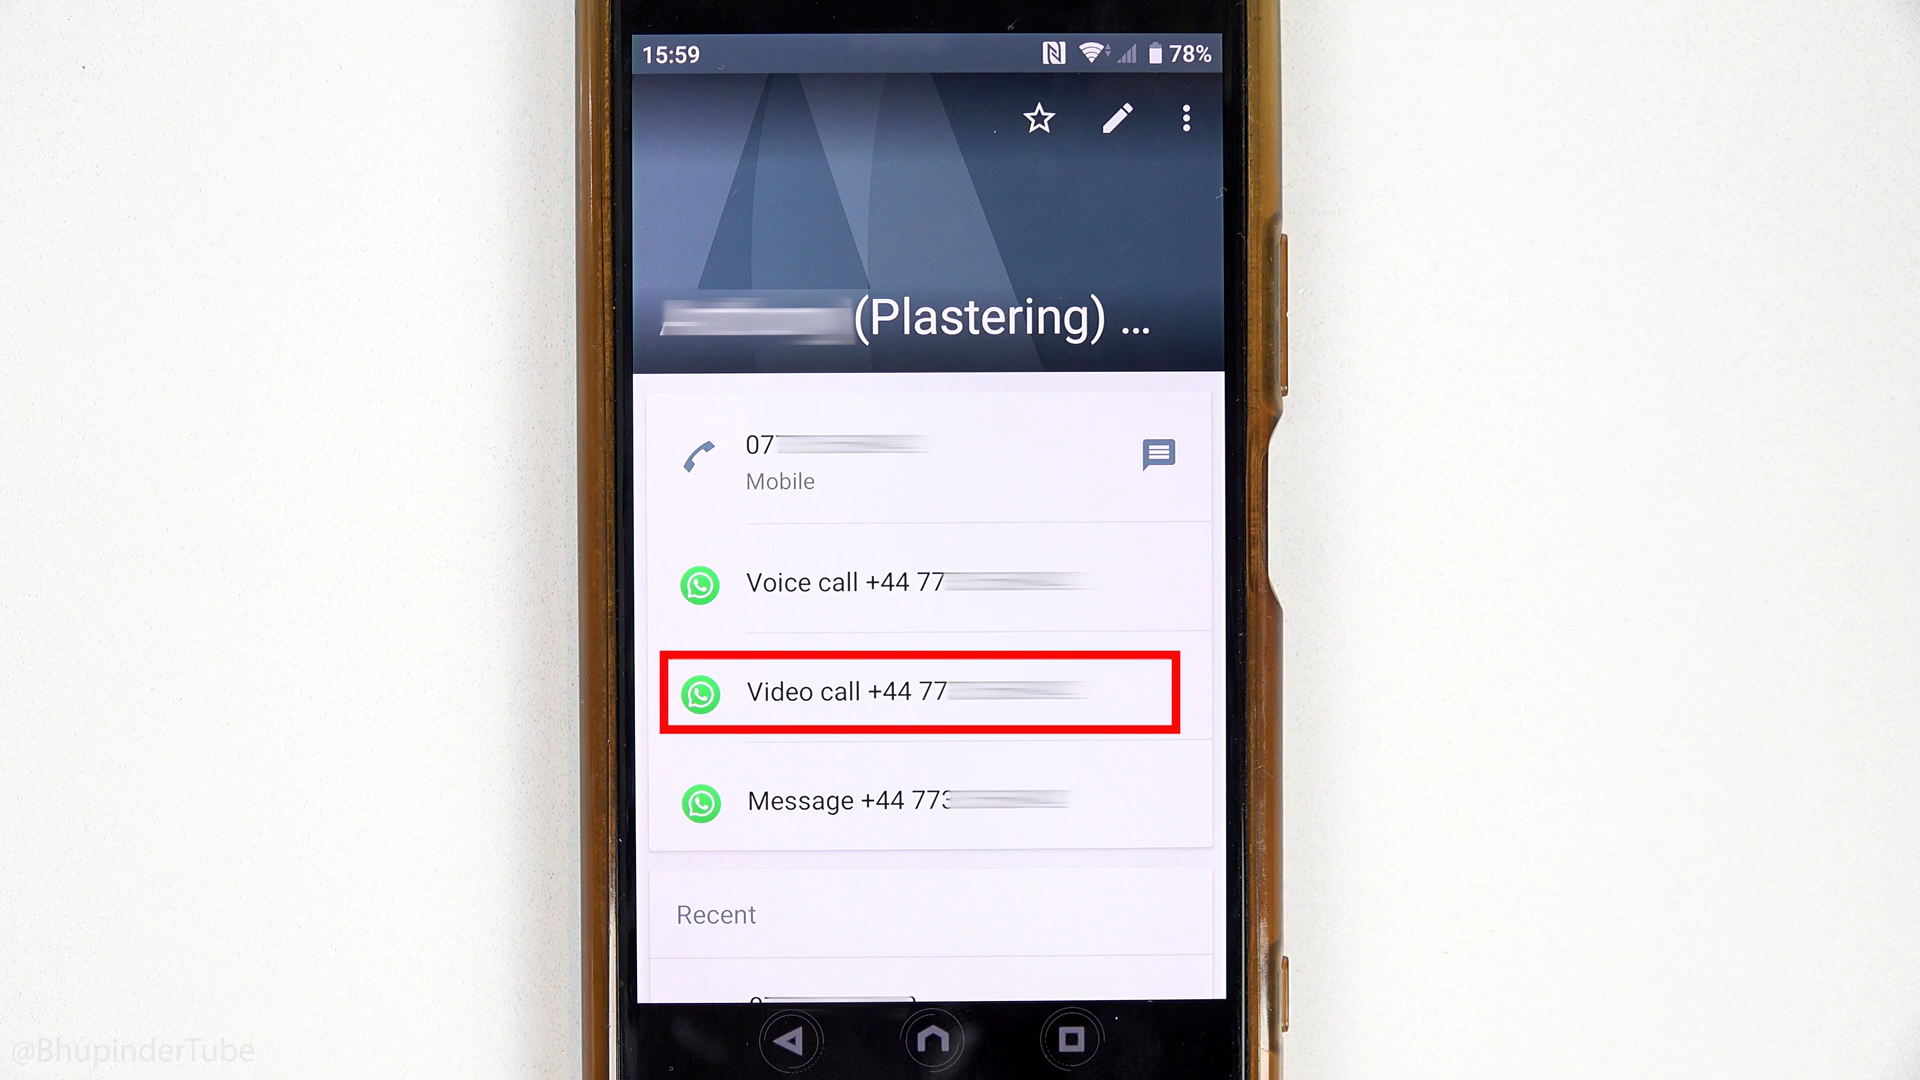 15:59 78%
(Plastering) ...
07
Mobile
Voice call +44 77
Video call +44 77
Message +44 773
Recent
@BhupinderTube